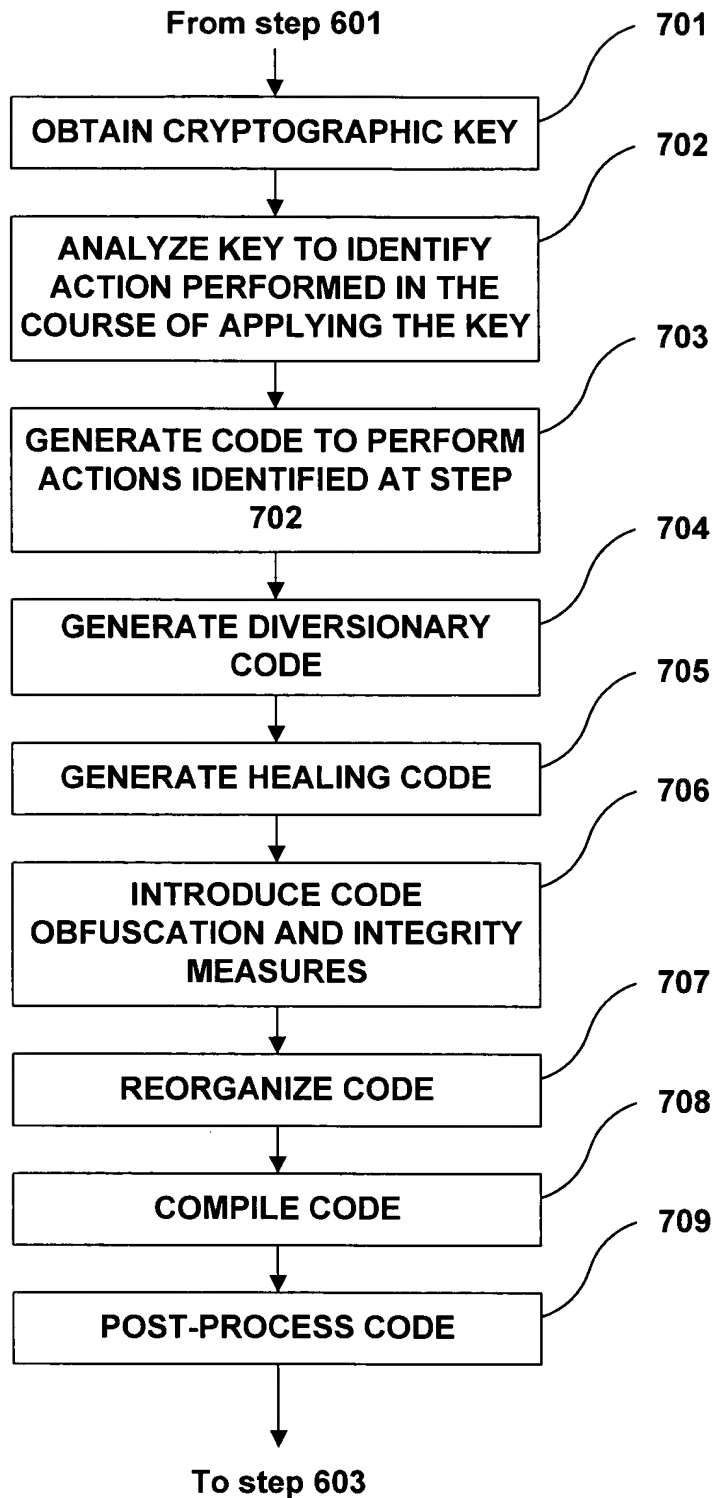 From step 601
701
OBTAIN CRYPTOGRAPHIC KEY
702
ANALYZE KEY TO IDENTIFY
ACTION PERFORMED IN THE
COURSE OF APPLYING THE KEY
703
GENERATE CODE TO PERFORM
ACTIONS IDENTIFIED AT STEP
702
704
GENERATE DIVERSIONARY
CODE
705
GENERATE HEALING CODE
706
INTRODUCE CODE
OBFUSCATION AND INTEGRITY
MEASURES
707
REORGANIZE CODE
708
COMPILE CODE
709
POST-PROCESS CODE
To step 603